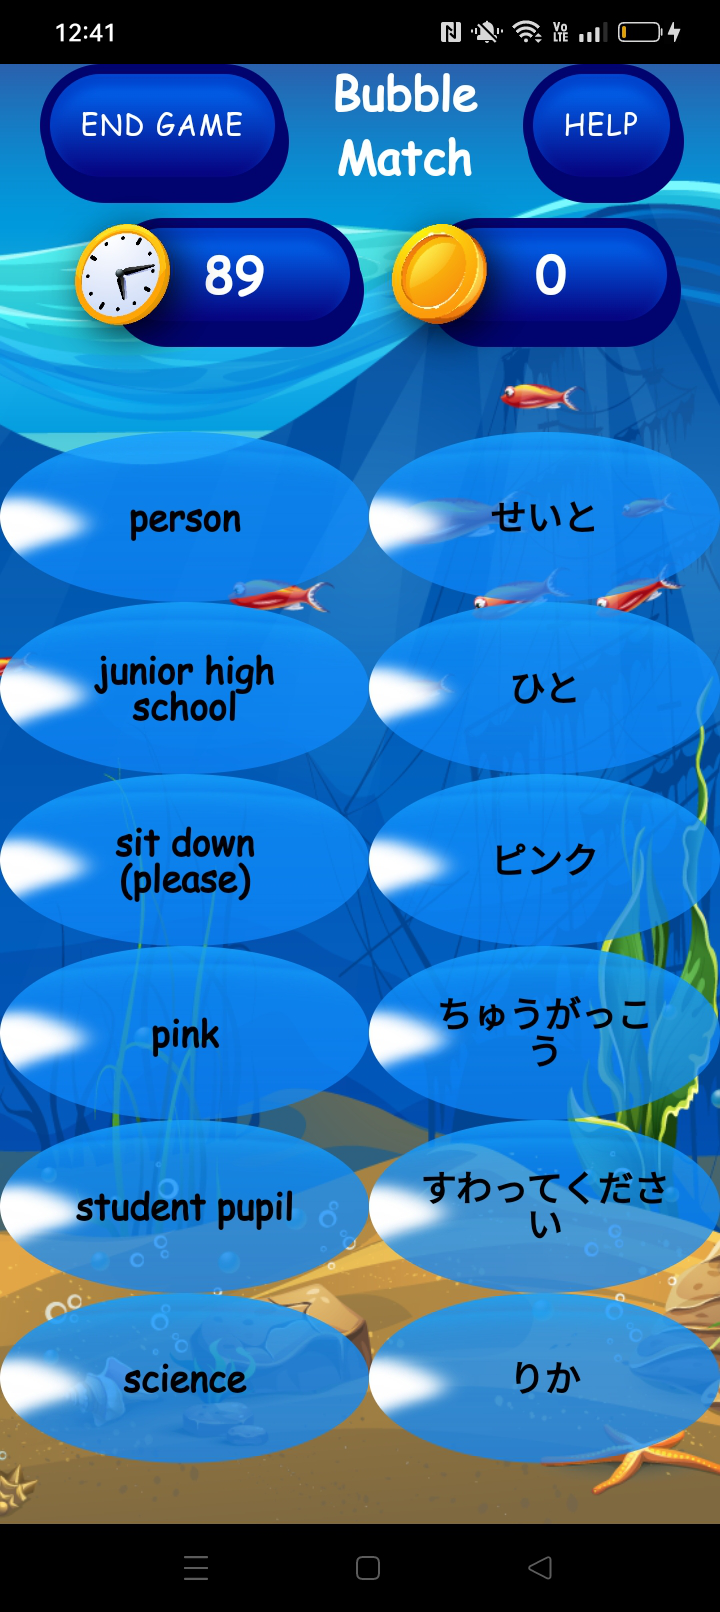 12:41
Vo
LTE
END GAME
Bubble
Match
HELP
89
0
person
せいと
junior high
school
ひと
sit down
(please)
ピンク
pink
ちゅうがっこ
う
student pupil
すわってくださ
い
science
りか